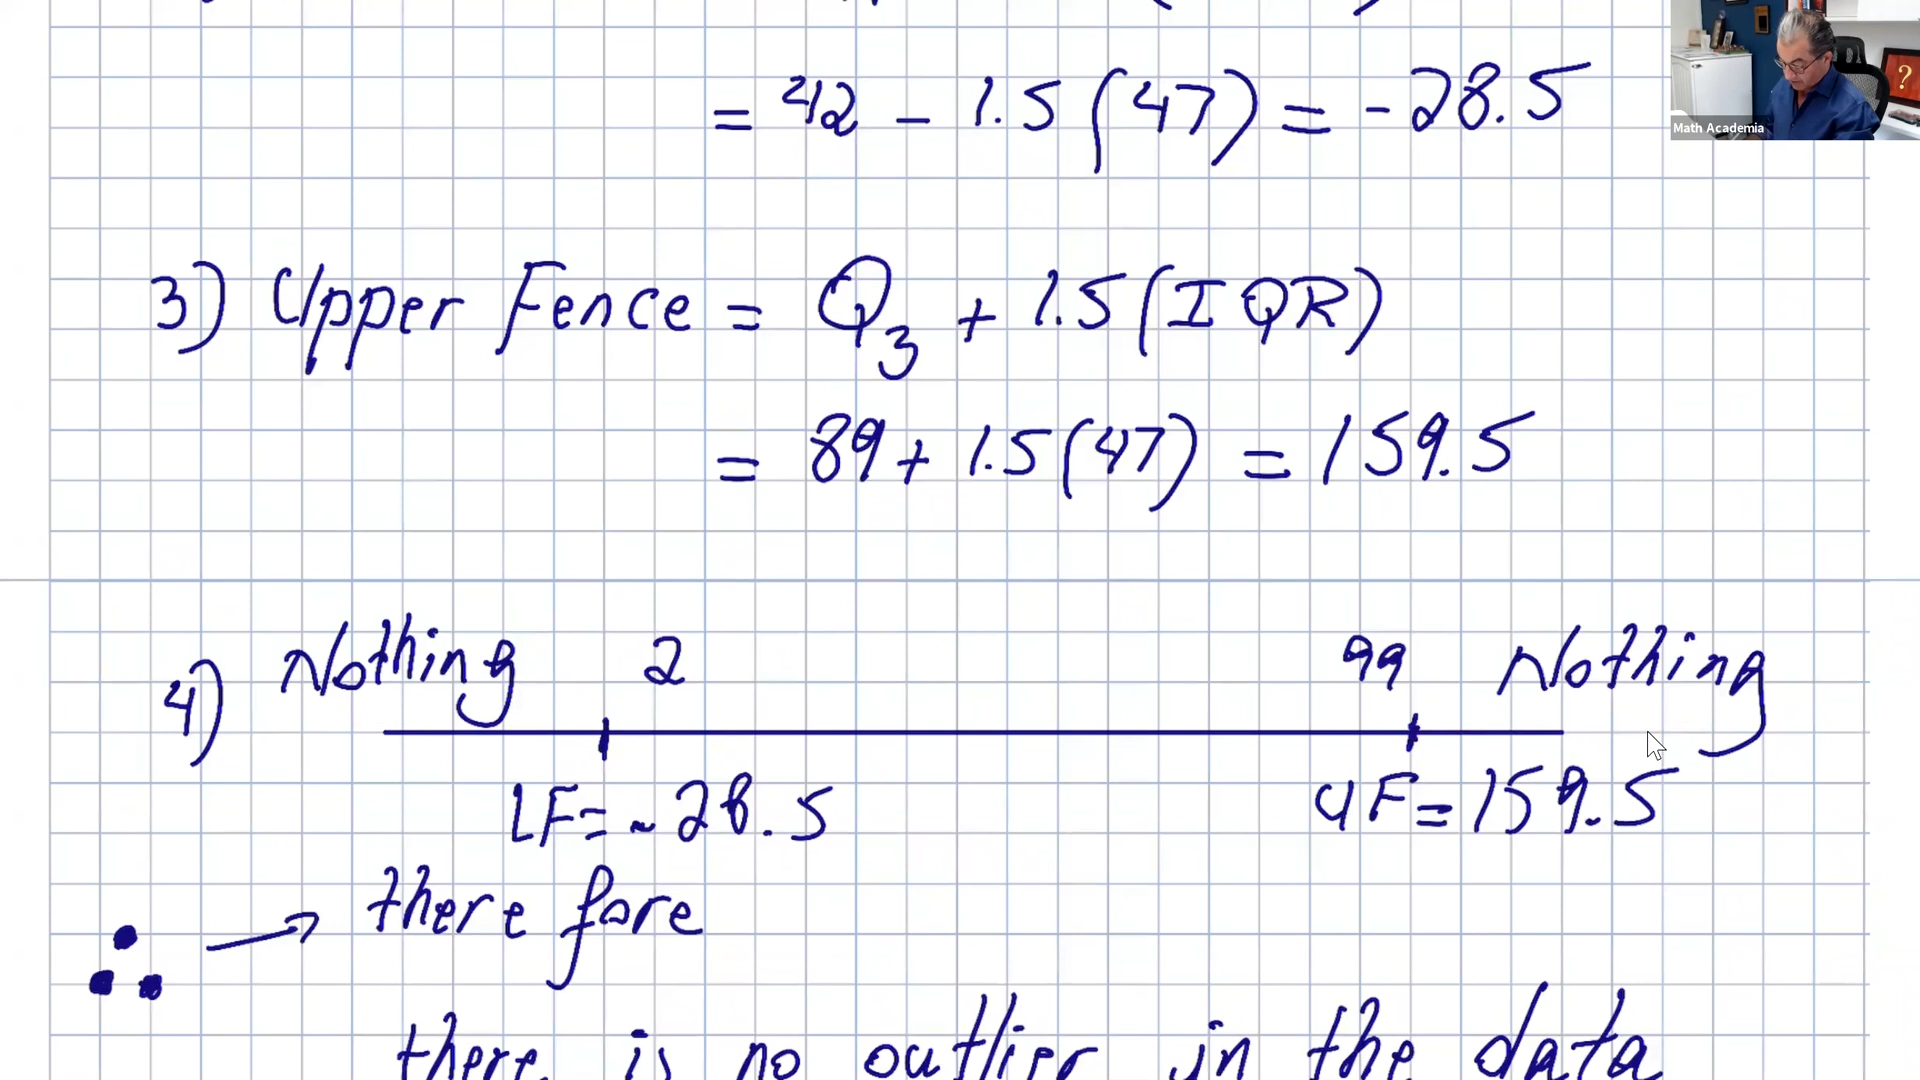 = 42 - 1.5 (47) = -28.5
Math Academia
?
3) Upper Fence = Q3 + 1.5 (IQR)
= 89 + 1.5 (47) = 159.5
4) Nothing 2 99 Nothing
LF = -28.5 UF = 159.5
∴ → there fore
there is no outlier in the data